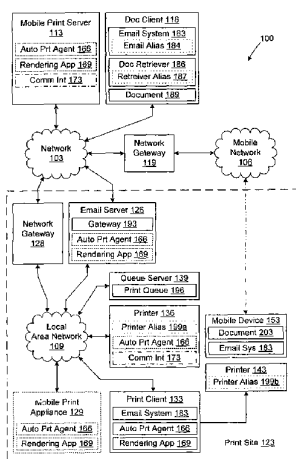 Mobile Print Server
113
Auto Prt Agent 166
Rendering App 169
Comm Int 173
Doc Client 118
Email System 183
Email Alias 184
Doc Retriever 186
Retreiver Alias 187
Document 189
100
Network
103
Network
Gateway
119
Mobile
Network
106
Network
Gateway
128
Email Server 126
Gateway 193
Auto Prt Agent 166
Rendering App 169
Queue Server 139
Print Queue 196
Local
Area Network
109
Printer 136
Printer Alias 199a
Auto Prt Agent 166
Comm Int 173
Mobile Device 153
Document 203
Email Sys 183
Printer 143
Printer Alias 199b
Mobile Print
Appliance
129
Auto Prt Agent 166
Rendering App 169
Print Client 133
Email System 183
Auto Prt Agent 166
Rendering App 169
Print Site 123